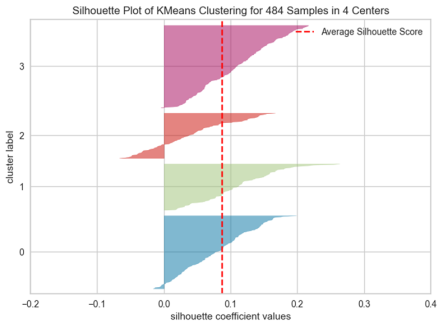 Silhouette Plot of KMeans Clustering for 484 Samples in 4 Centers
Average Silhouette Score
cluster label
3
2
1
0
−0.2 −0.1 0.0 0.1 0.2 0.3 0.4
silhouette coefficient values